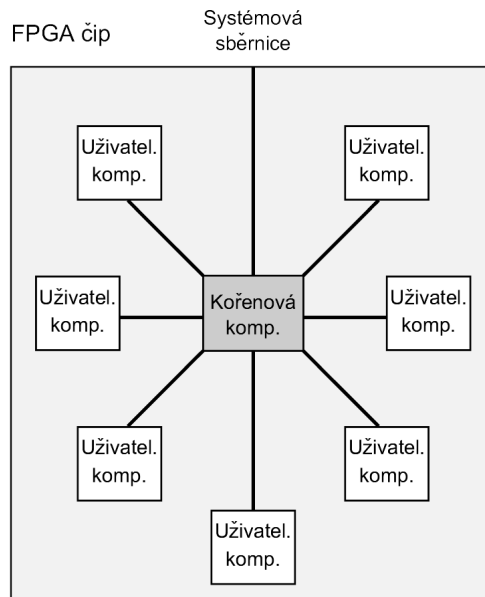 FPGA čip
Systémová
sběrnice
Uživatel.
komp.
Uživatel.
komp.
Uživatel.
komp.
Kořenová
komp.
Uživatel.
komp.
Uživatel.
komp.
Uživatel.
komp.
Uživatel.
komp.